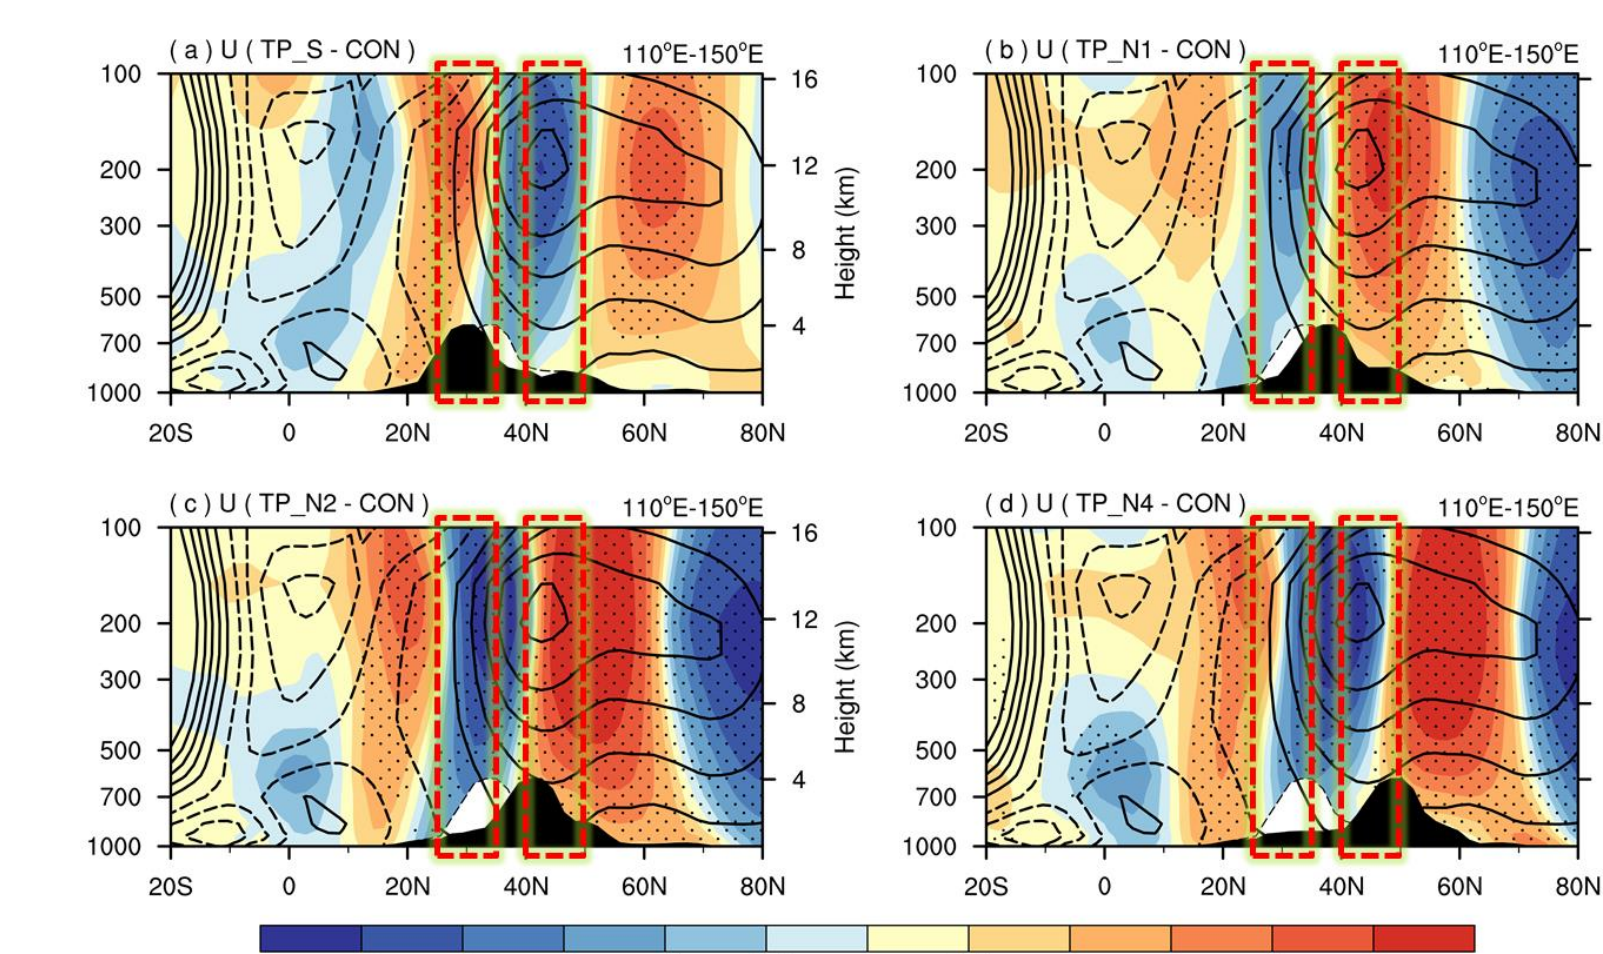 ( a ) U ( TP_S - CON ) 110°E-150°E
100 16
200 12
300 8
500 4
700
1000
Height (km)
20S 0 20N 40N 60N 80N
( b ) U ( TP_N1 - CON ) 110°E-150°E
100
200
300
500
700
1000
20S 0 20N 40N 60N 80N
( c ) U ( TP_N2 - CON ) 110°E-150°E
100 16
200 12
300 8
500 4
700
1000
Height (km)
20S 0 20N 40N 60N 80N
( d ) U ( TP_N4 - CON ) 110°E-150°E
100
200
300
500
700
1000
20S 0 20N 40N 60N 80N